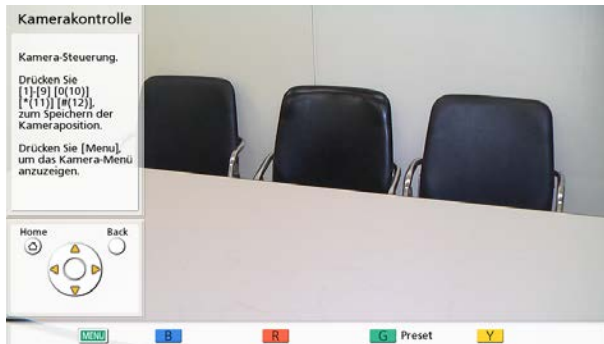 Kamerakontrolle
Kamera-Steuerung.
Drücken Sie
[1]-[9] [0(10)]
[*(11)] [#(12)],
zum Speichern der
Kameraposition.
Drücken Sie [Menu],
um das Kamera-Menü
anzuzeigen.
Home Back
MENU B R G Preset Y